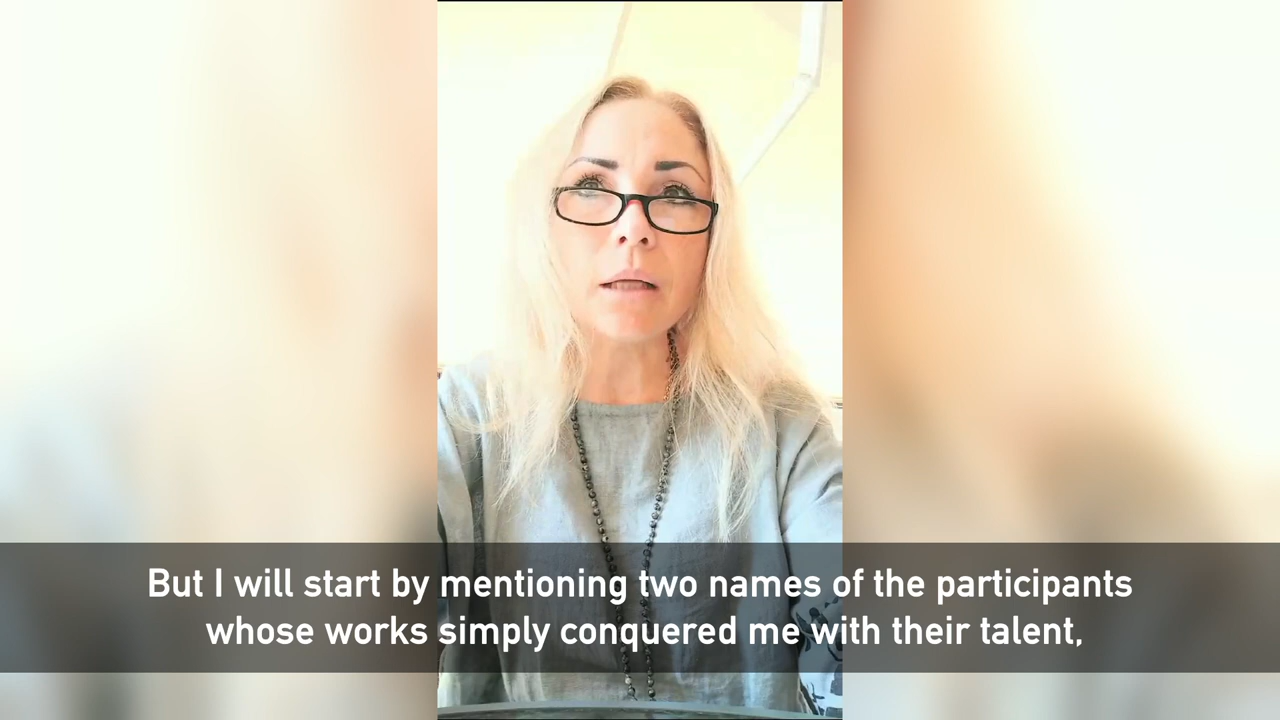 But I will start by mentioning two names of the participants
whose works simply conquered me with their talent,